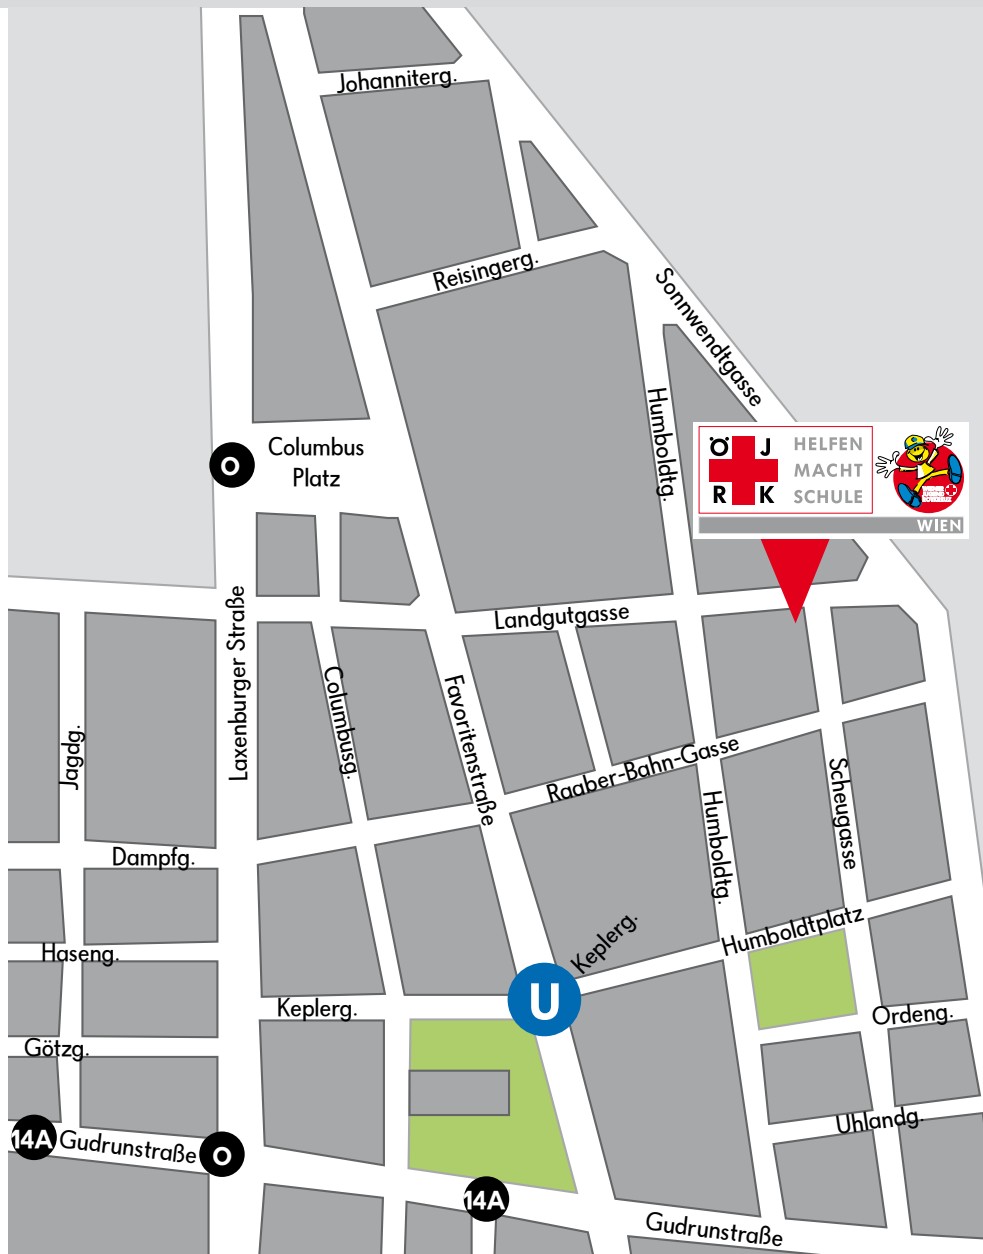 Johanniterg.
Reisingerg.
Sonnwendtgasse
Humboldtg.
Columbus
Platz
O
Ö J
R K
HELFEN
MACHT
SCHULE
WIEN
Landgutgasse
Laxenburger Straße
Columbusg.
Favoritenstraße
Jagdg.
Raaber-Bahn-Gasse
Scheugasse
Humboldtg.
Dampfg.
Keplerg.
Humboldtplatz
Haseng.
Keplerg.
U
Ordeng.
Götzg.
Uhlandg.
14A
Gudrunstraße
O
14A
Gudrunstraße